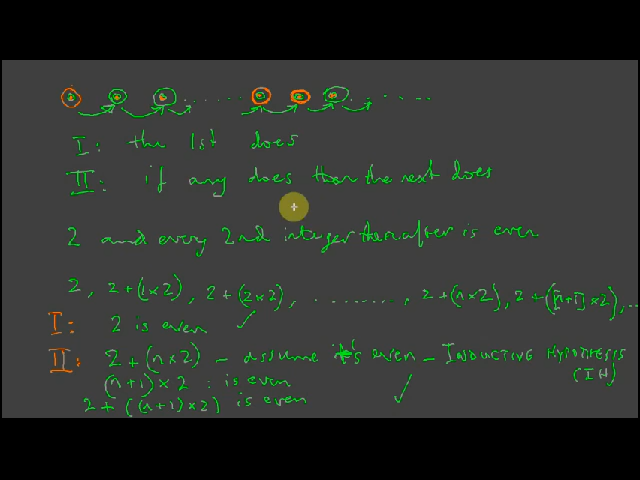 I: the 1st does
II: if any does then the next does
2 and every 2nd integer thereafter is even
2, 2+(1×2), 2+(2×2), ........, 2+(n×2), 2+([n+1]×2),...
I: 2 is even ✓
II: 2+(n×2) - assume it's even - INDUCTIVE HYPOTHESIS
(IH)
(n+1)×2 : is even
2+((n+1)×2) is even ✓